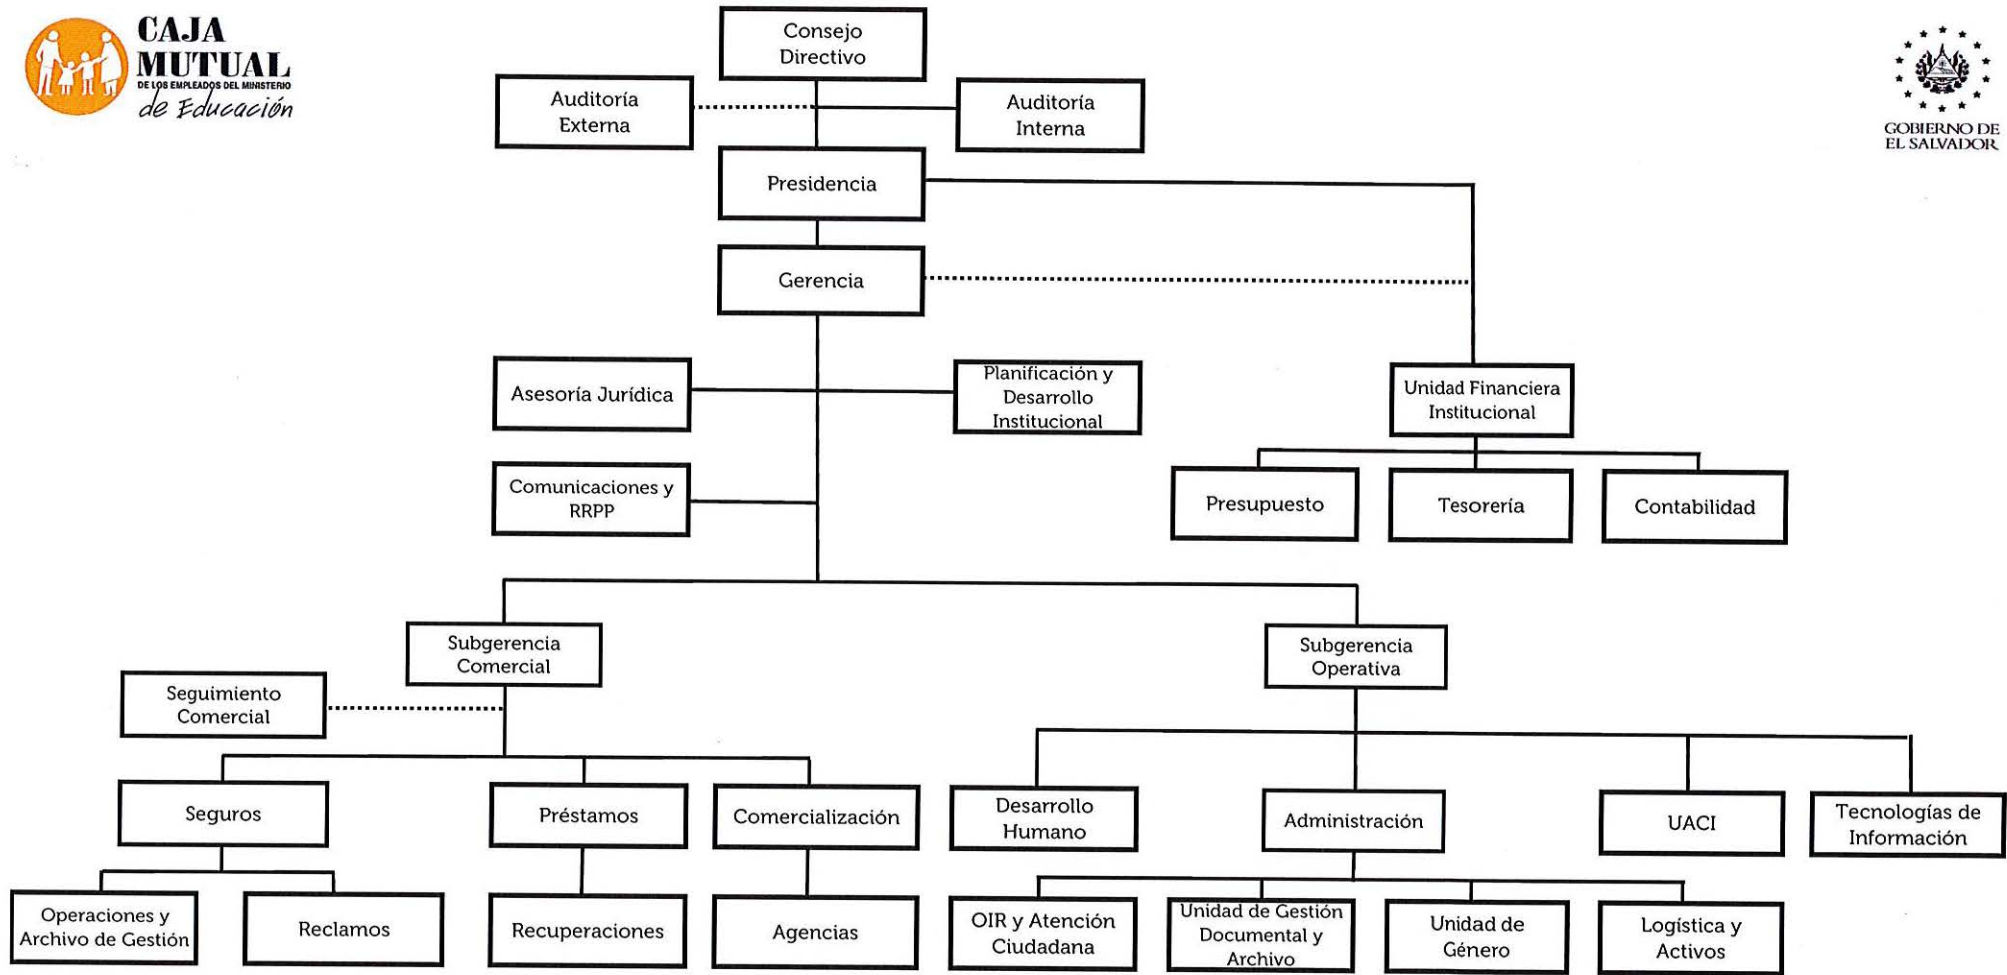 CAJA
MUTUAL
DE LOS EMPLEADOS DEL MINISTERIO
de Educación
GOBIERNO DE
EL SALVADOR
Consejo
Directivo
Auditoría
Externa
Auditoría
Interna
Presidencia
Gerencia
Asesoría Jurídica
Planificación y
Desarrollo
Institucional
Unidad Financiera
Institucional
Comunicaciones y
RRPP
Presupuesto
Tesorería
Contabilidad
Subgerencia
Comercial
Subgerencia
Operativa
Seguimiento
Comercial
Seguros
Préstamos
Comercialización
Desarrollo
Humano
Administración
UACI
Tecnologías de
Información
Operaciones y
Archivo de Gestión
Reclamos
Recuperaciones
Agencias
OIR y Atención
Ciudadana
Unidad de Gestión
Documental y
Archivo
Unidad de
Género
Logística y
Activos